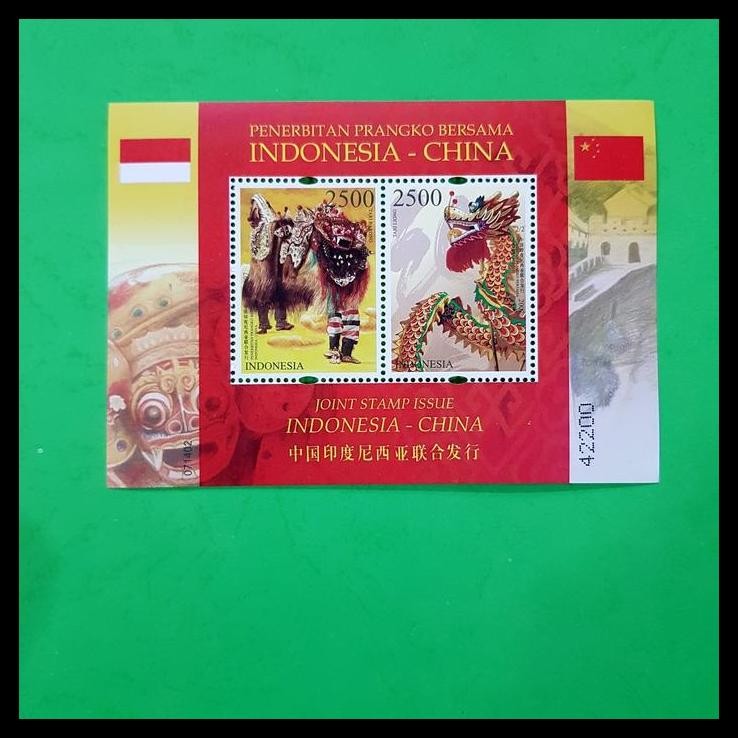 PENERBITAN PRANGKO BERSAMA
INDONESIA - CHINA
2500
2500
INDONESIA
INDONESIA
JOINT STAMP ISSUE
INDONESIA - CHINA
中国印度尼西亚联合发行
071402
42200